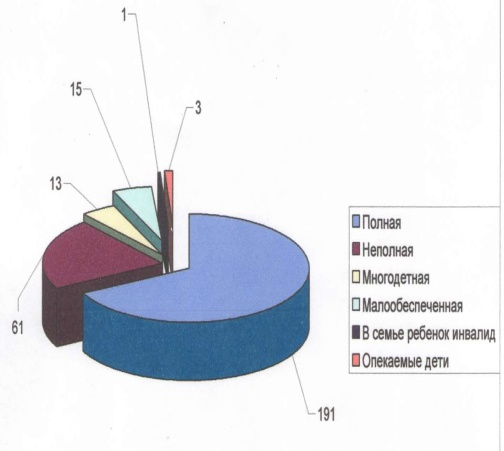 1
15
3
13
61
191
Полная
Неполная
Многодетная
Малообеспеченная
В семье ребенок инвалид
Опекаемые дети